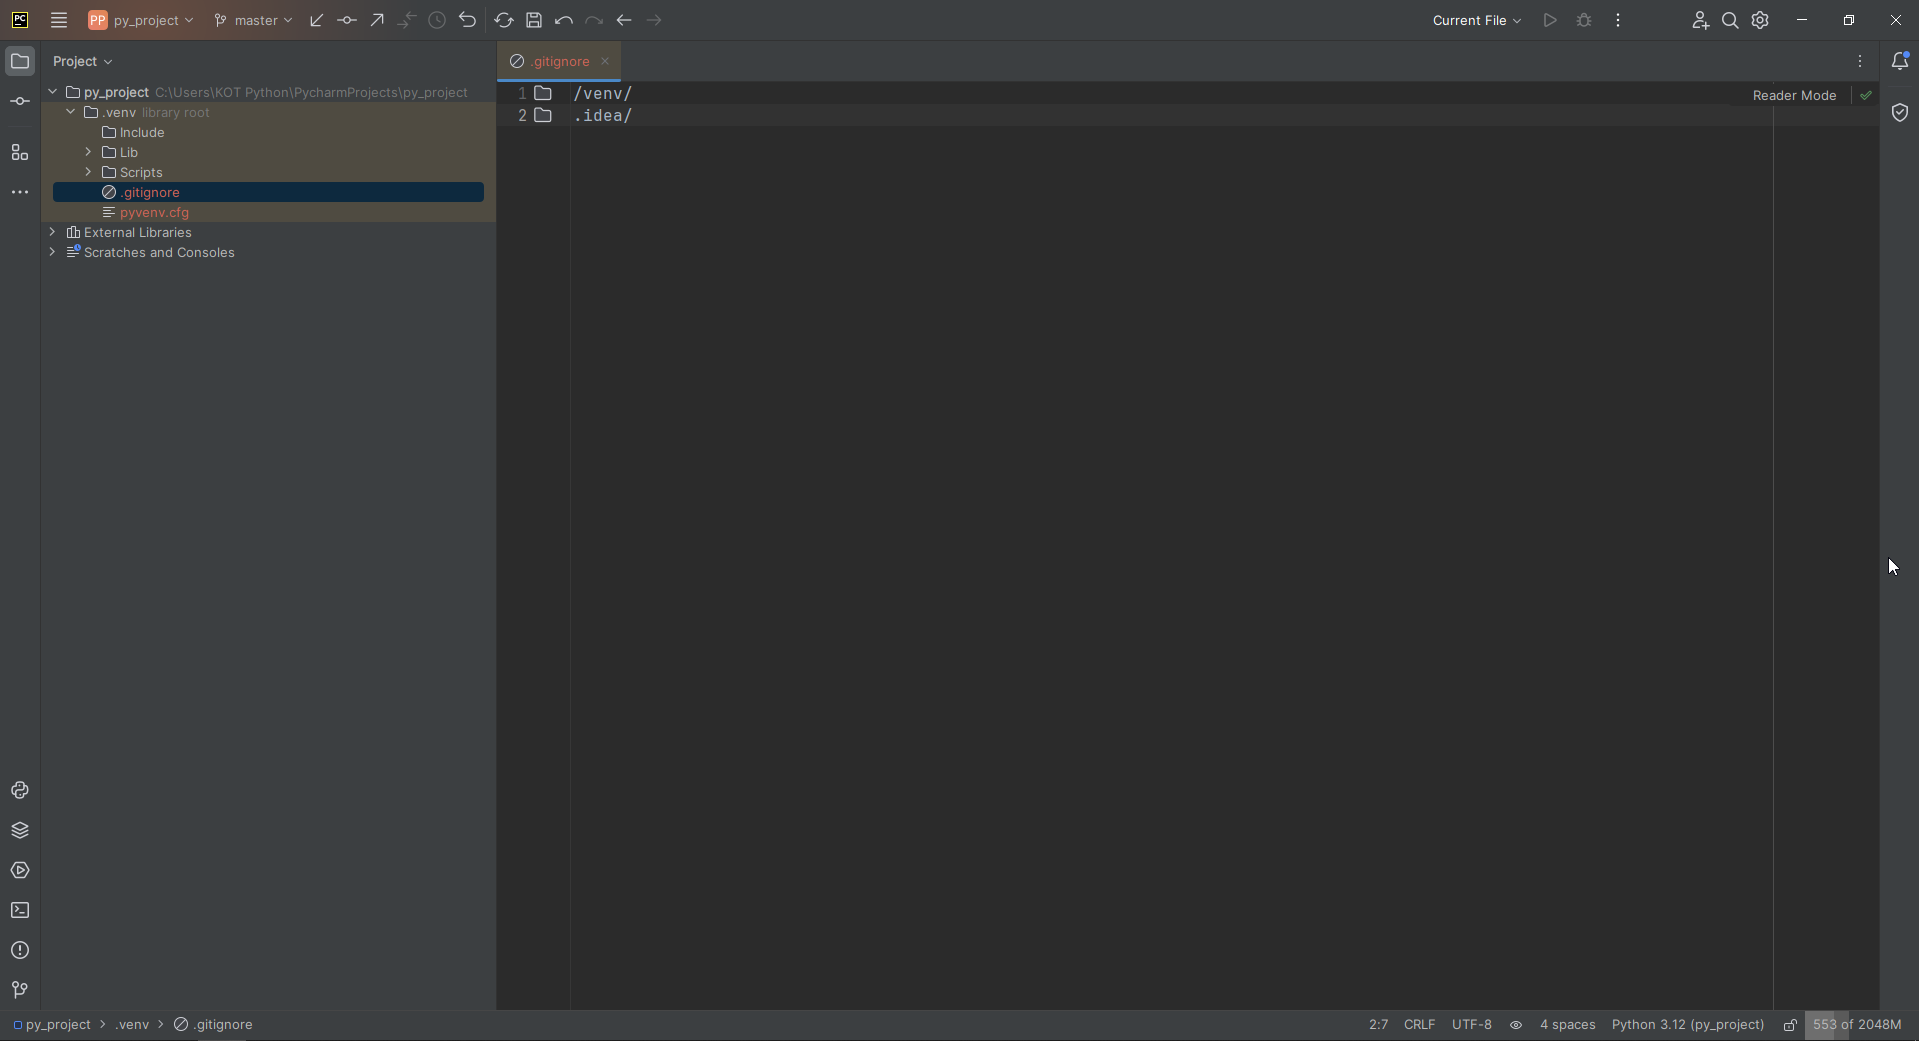 PC
PP py_project master Current File
Project
.gitignore
py_project C:\Users\KOT Python\PycharmProjects\py_project
.venv library root
Include
Lib
Scripts
.gitignore
pyvenv.cfg
External Libraries
Scratches and Consoles
1 /venv/
2 .idea/
Reader Mode
py_project .venv .gitignore
2:7 CRLF UTF-8 4 spaces Python 3.12 (py_project) 553 of 2048M